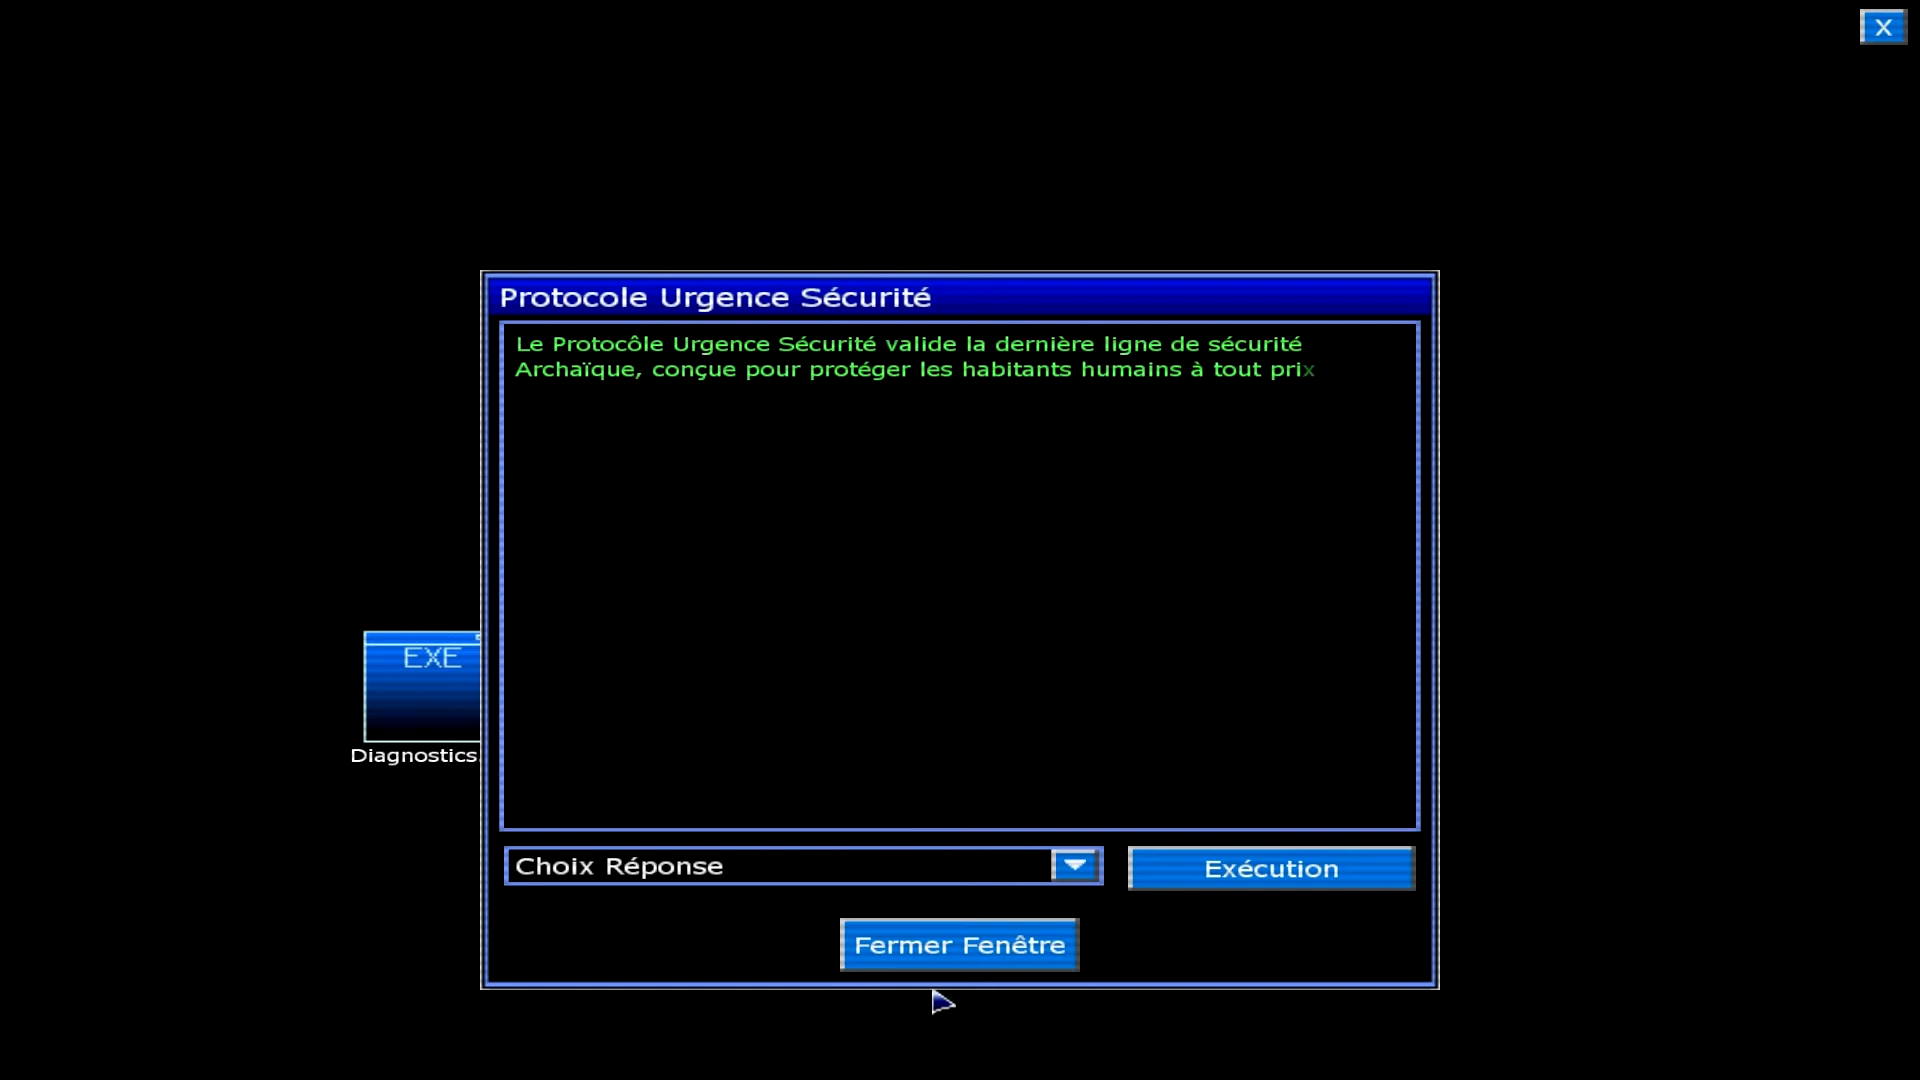 X
Protocole Urgence Sécurité
Le Protocôle Urgence Sécurité valide la dernière ligne de sécurité
Archaïque, conçue pour protéger les habitants humains à tout prix
EXE
Diagnostics.
Choix Réponse
Exécution
Fermer Fenêtre